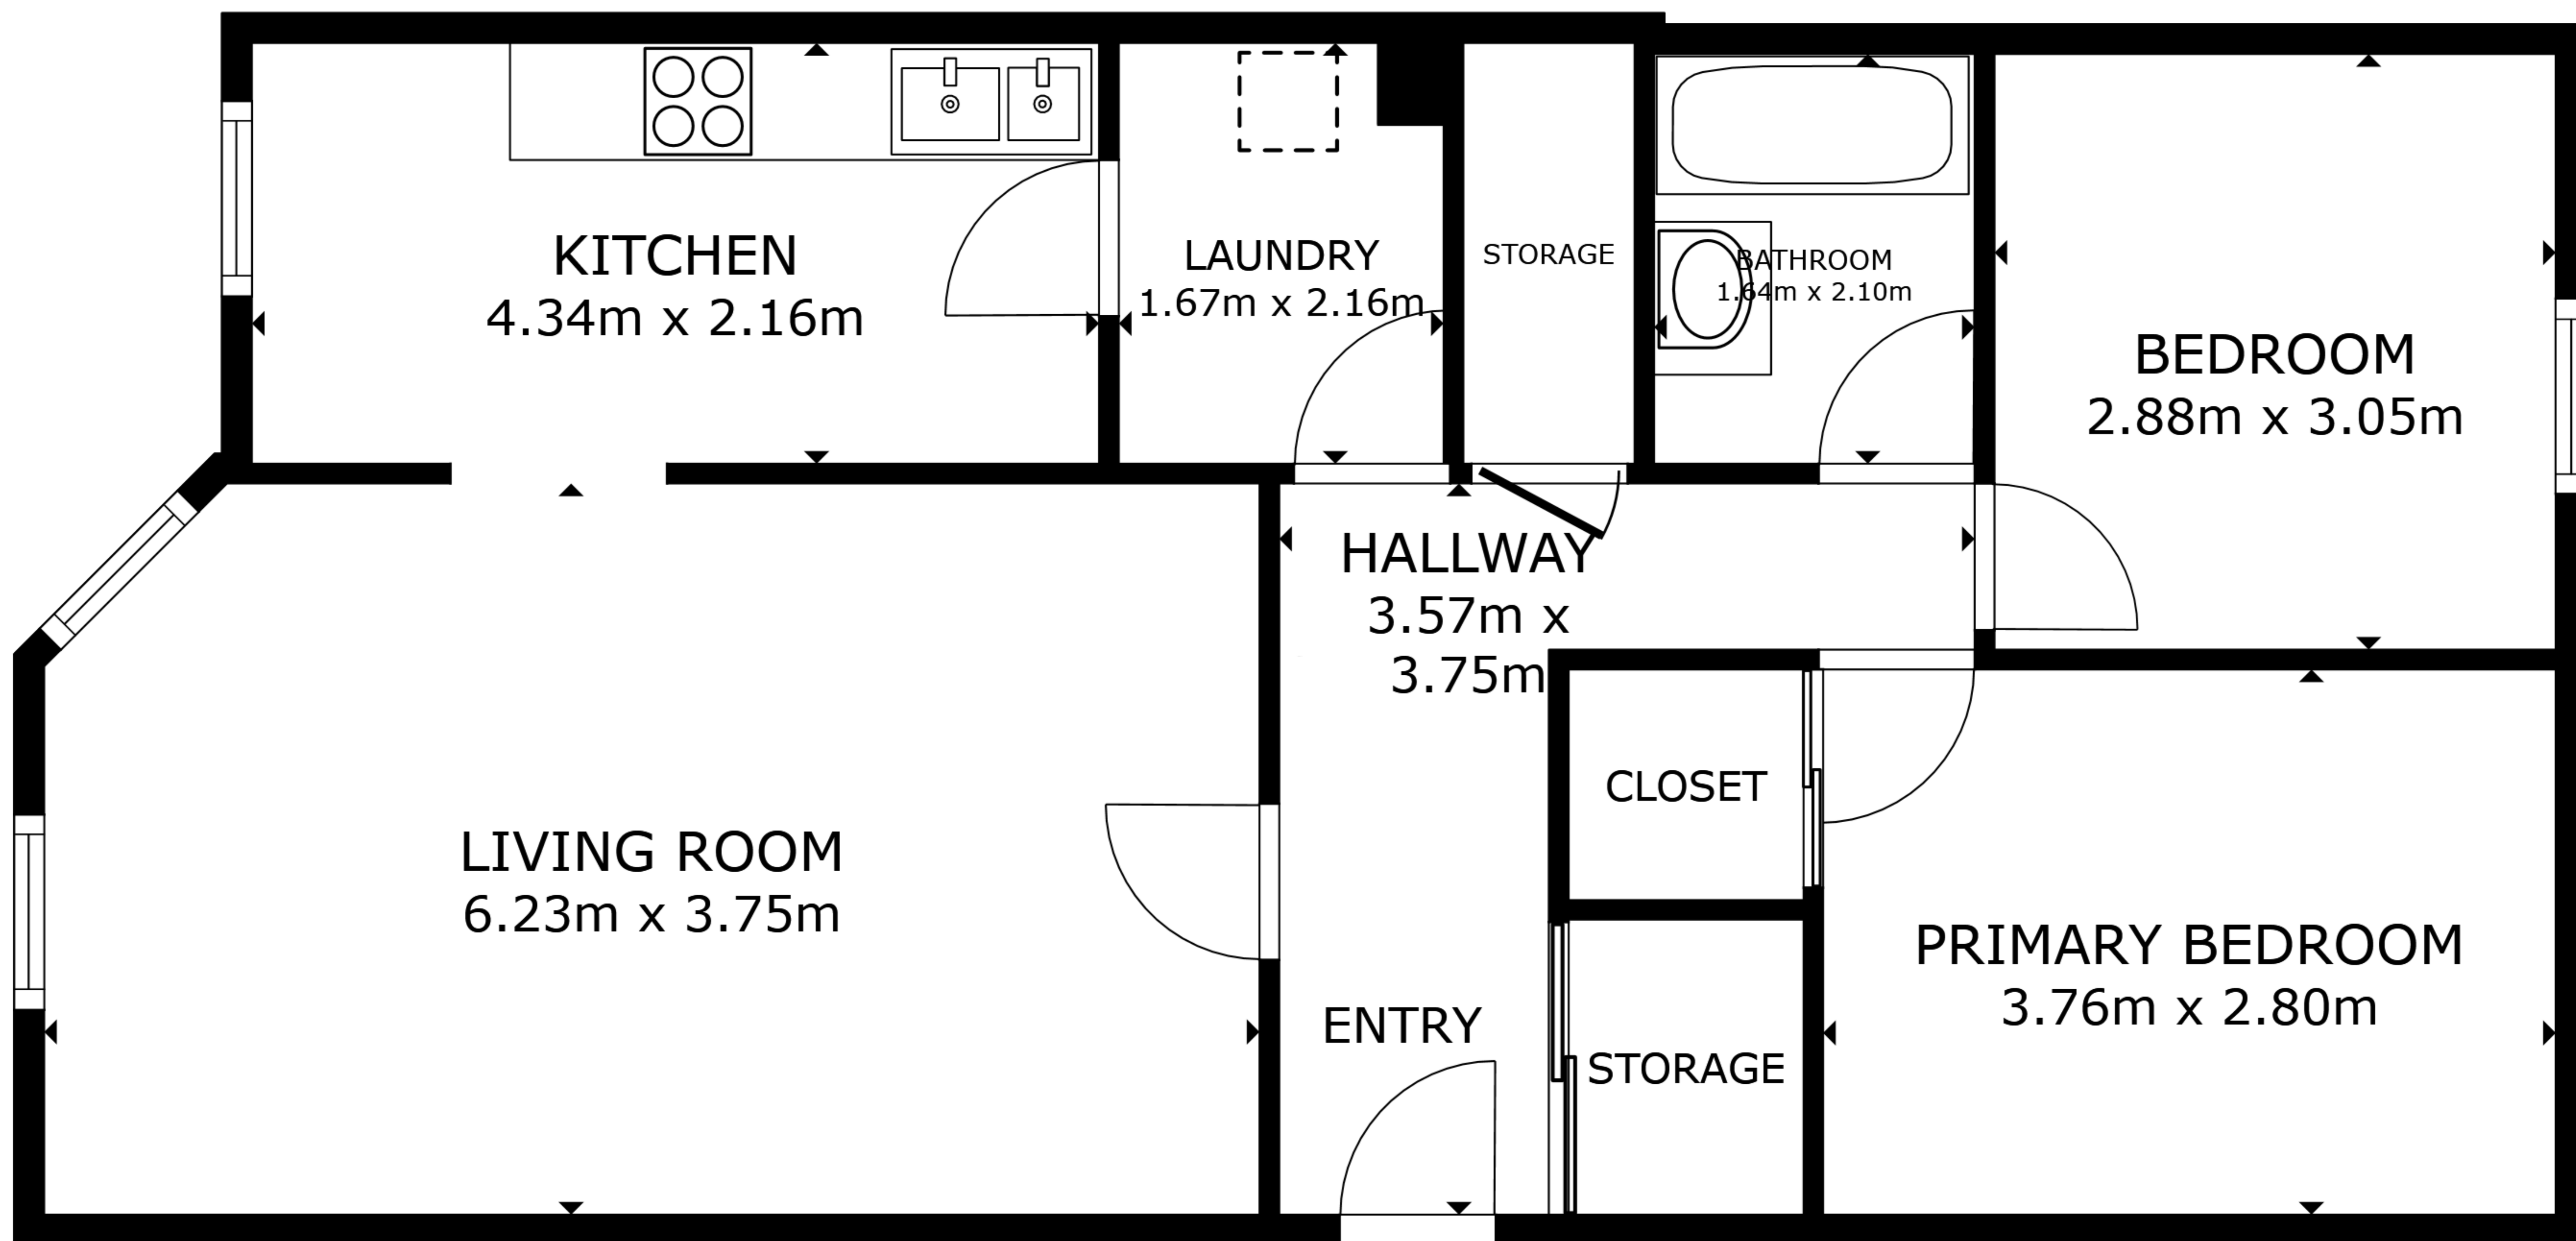 KITCHEN
4.34m x 2.16m
LAUNDRY
1.67m x 2.16m
STORAGE
BATHROOM
1.64m x 2.10m
BEDROOM
2.88m x 3.05m
HALLWAY
3.57m x
3.75m
CLOSET
LIVING ROOM
6.23m x 3.75m
ENTRY
STORAGE
PRIMARY BEDROOM
3.76m x 2.80m